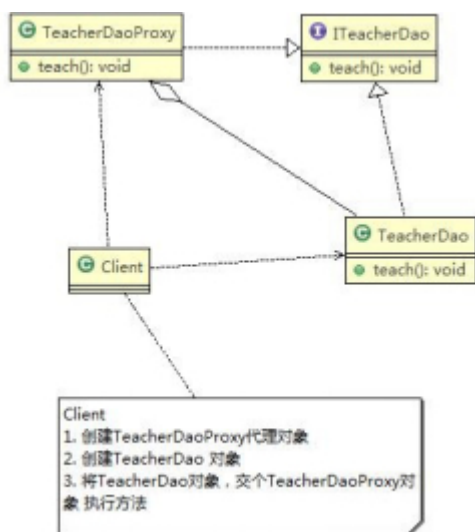 TeacherDaoProxy
teach(): void
ITeacherDao
teach(): void
TeacherDao
teach(): void
Client
Client
1. 创建TeacherDaoProxy代理对象
2. 创建TeacherDao 对象
3. 将TeacherDao对象，交个TeacherDaoProxy对
象 执行方法